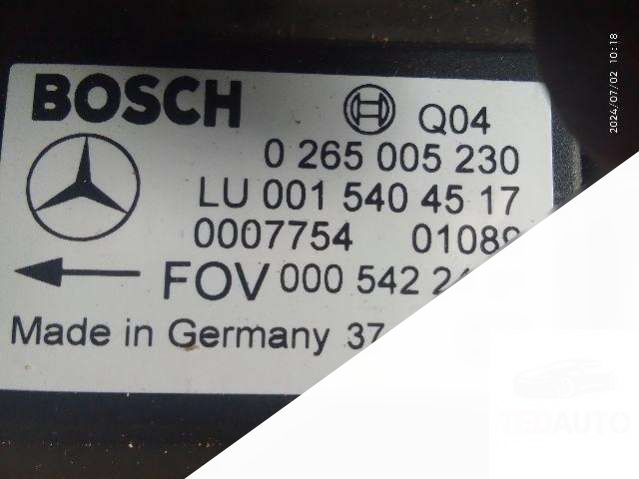 BOSCH
Q04
0 265 005 230
LU 001 540 45 17
0007754
FOV 000 542
Made in Germany 37
2024/07/02 10:18
TEDAUTO